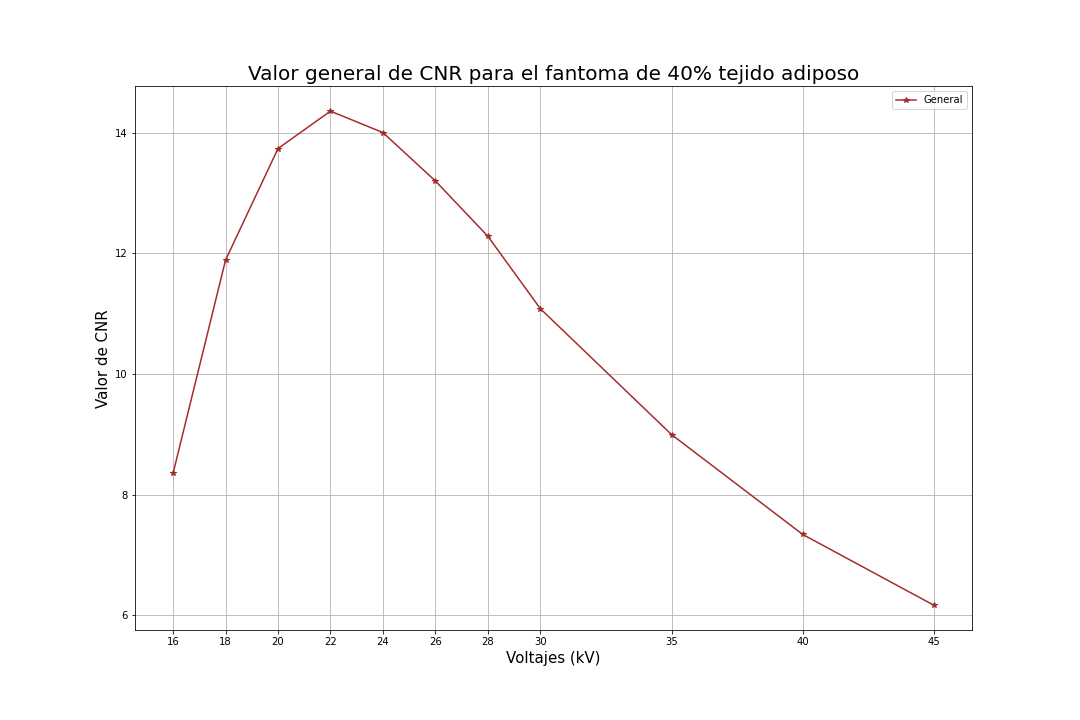 Valor general de CNR para el fantoma de 40% tejido adiposo
General
Valor de CNR
14
12
10
8
6
16 18 20 22 24 26 28 30 35 40 45
Voltajes (kV)